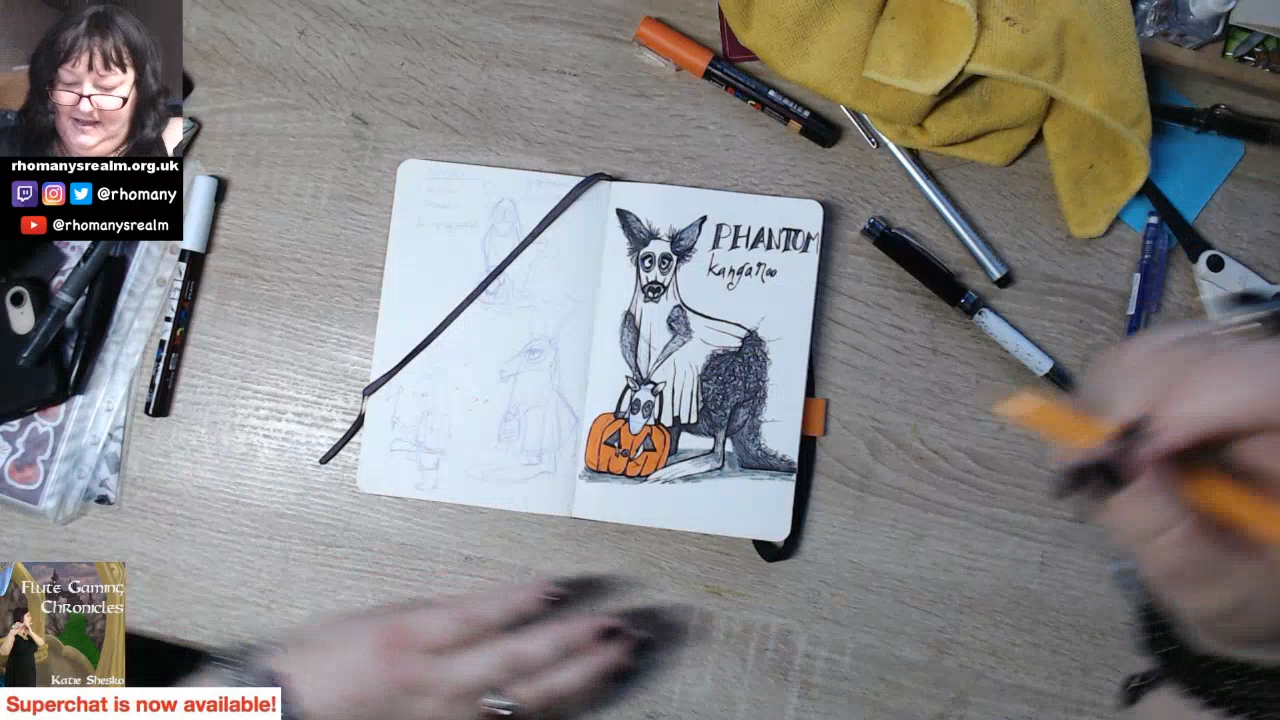 rhomanysrealm.org.uk
@rhomany
@rhomanysrealm
PHANTOM
kangaroo
Flute Gaming
Chronicles
Katie Shesko
Superchat is now available!